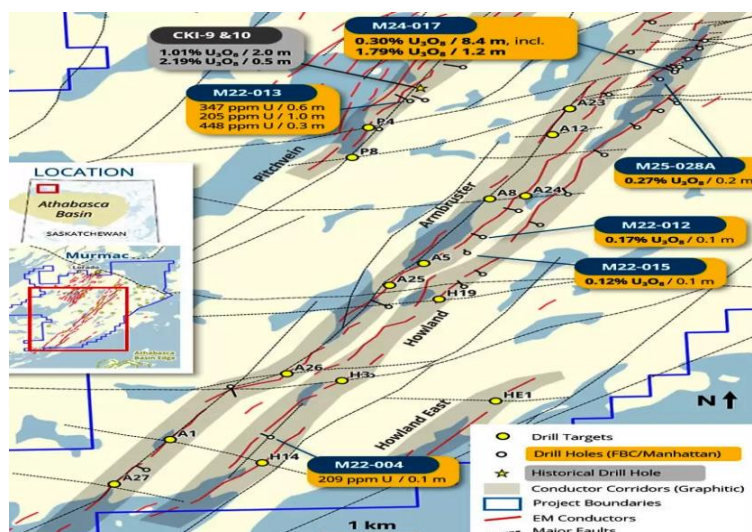 CKI-9 &10
1.01% U₃O₈ / 2.0 m
2.19% U₃O₈ / 0.5 m
M24-017
0.30% U₃O₈ / 8.4 m, incl.
1.79% U₃O₈ / 1.2 m
M22-013
347 ppm U / 0.6 m
205 ppm U / 1.0 m
448 ppm U / 0.3 m
A23
P4
A12
P8
Pitchvein
M25-028A
0.27% U₃O₈ / 0.2 m
LOCATION
Athabasca
Basin
SASKATCHEWAN
Armbruster
A8
A24
M22-012
0.17% U₃O₈ / 0.1 m
Murmac
A5
M22-015
0.12% U₃O₈ / 0.1 m
A25
H19
Howland
Athabasca
Basin Edge
A26
H3
HE1
N
Howland East
A1
H14
A27
M22-004
209 ppm U / 0.1 m
1 km
Drill Targets
Drill Holes (FBC/Manhattan)
Historical Drill Hole
Conductor Corridors (Graphitic)
Project Boundaries
EM Conductors
Major Faults